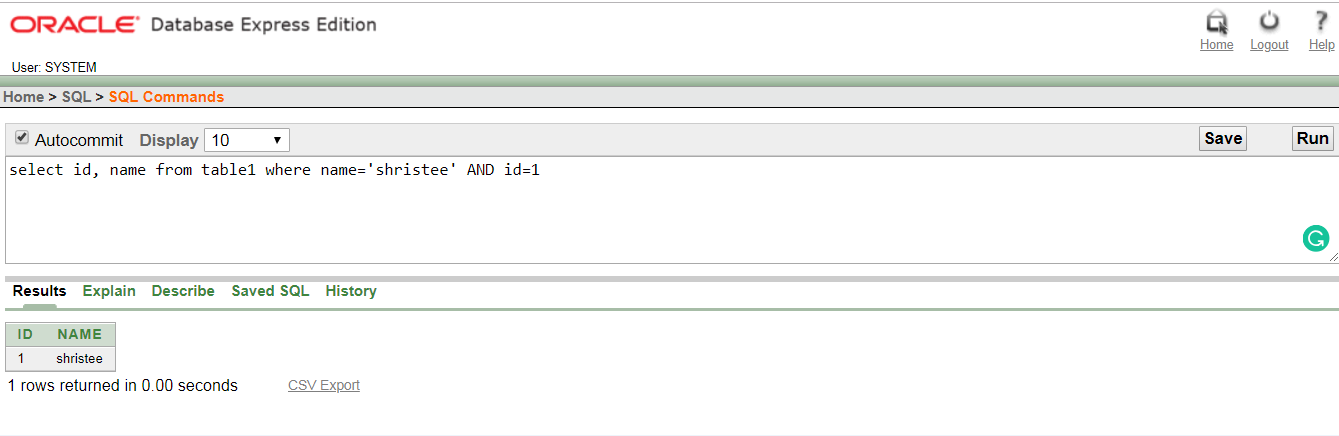 ORACLE® Database Express Edition
Home Logout Help
User: SYSTEM
Home > SQL > SQL Commands
Autocommit Display 10 Save Run
select id, name from table1 where name='shristee' AND id=1
Results Explain Describe Saved SQL History
ID NAME
1 shristee
1 rows returned in 0.00 seconds CSV Export